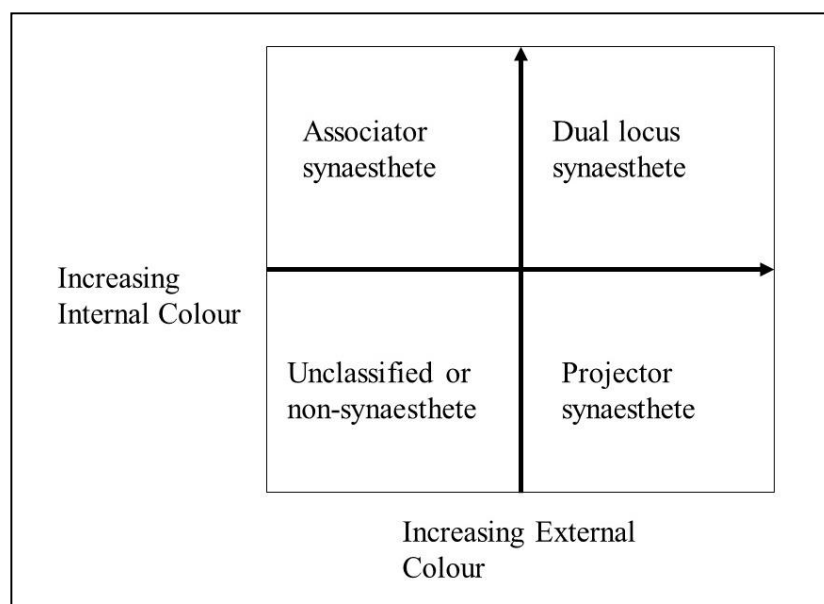 Associator
synaesthete
Dual locus
synaesthete
Increasing
Internal Colour
Unclassified or
non-synaesthete
Projector
synaesthete
Increasing External
Colour